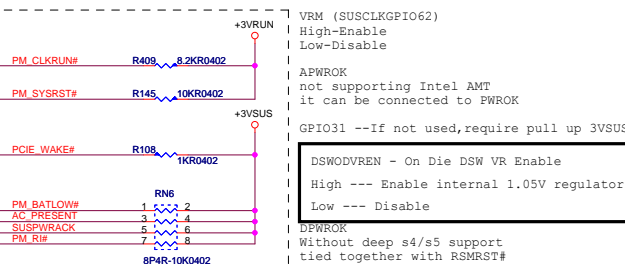 +3VRUN
PM_CLKRUN# R409 8.2KR0402
PM_SYSRST# R145 10KR0402
+3VSUS
PCIE_WAKE# R108 1KR0402
RN6
PM_BATLOW# 1 2
AC_PRESENT 3 4
SUSPWRACK 5 6
PM_RI# 7 8
8P4R-10K0402
VRM (SUSCLKGPIO62)
High-Enable
Low-Disable
APWROK
not supporting Intel AMT
it can be connected to PWROK
GPIO31 --If not used,require pull up 3VSUS
DSWODVREN - On Die DSW VR Enable
High --- Enable internal 1.05V regulator
Low --- Disable
DPWROK
Without deep s4/s5 support
tied together with RSMRST#